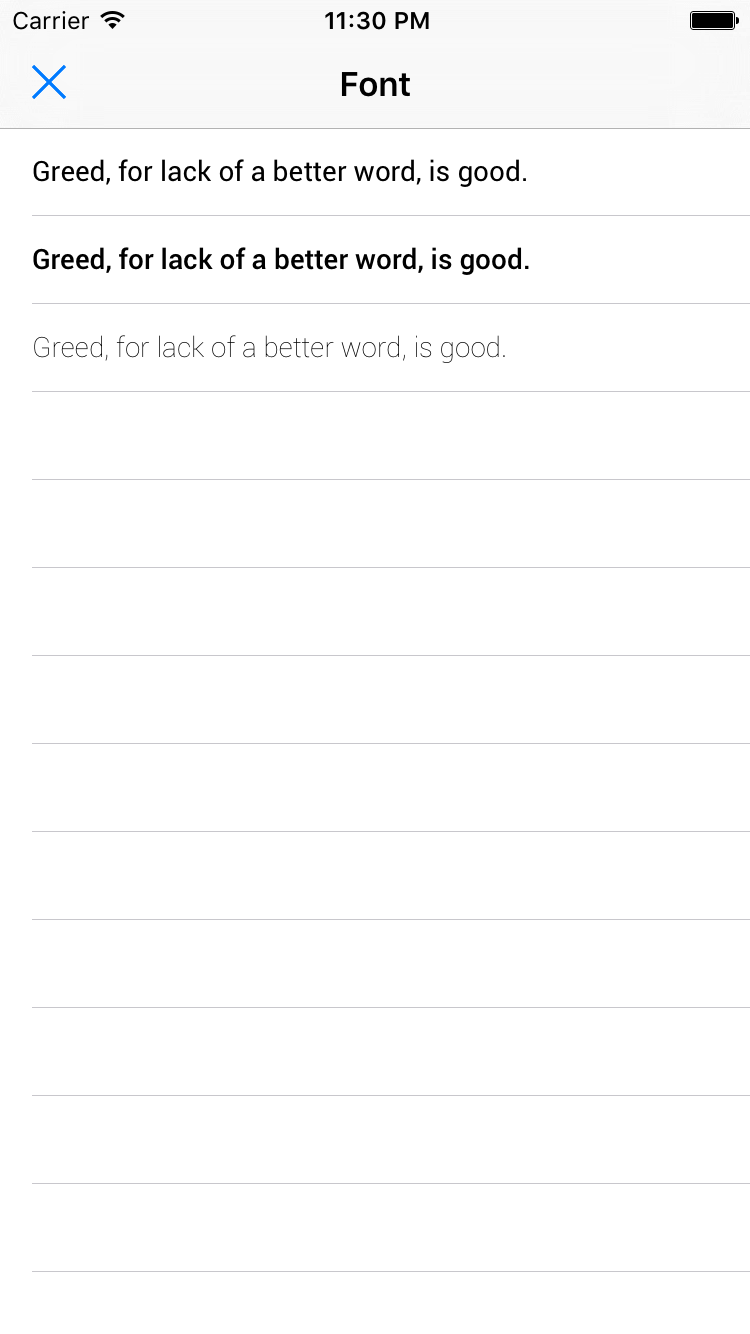 Carrier 11:30 PM
Font
Greed, for lack of a better word, is good.
Greed, for lack of a better word, is good.
Greed, for lack of a better word, is good.